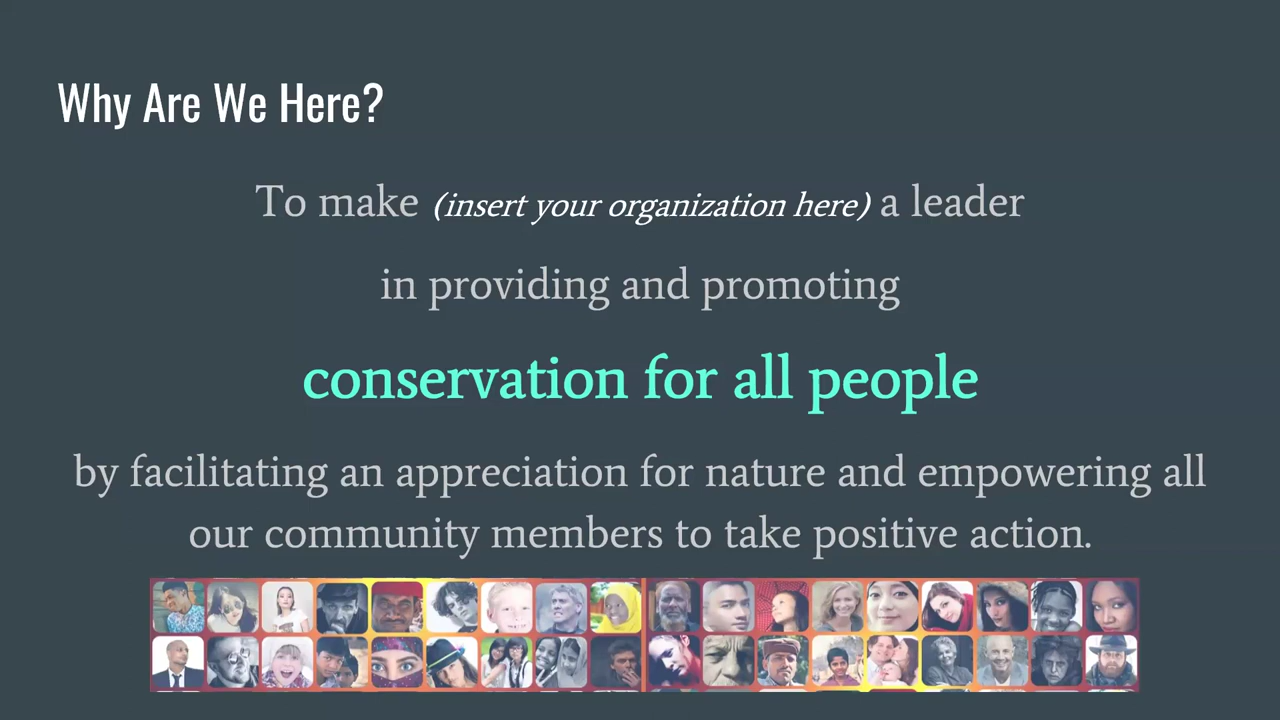 Why Are We Here?
To make (insert your organization here) a leader
in providing and promoting
conservation for all people
by facilitating an appreciation for nature and empowering all
our community members to take positive action.